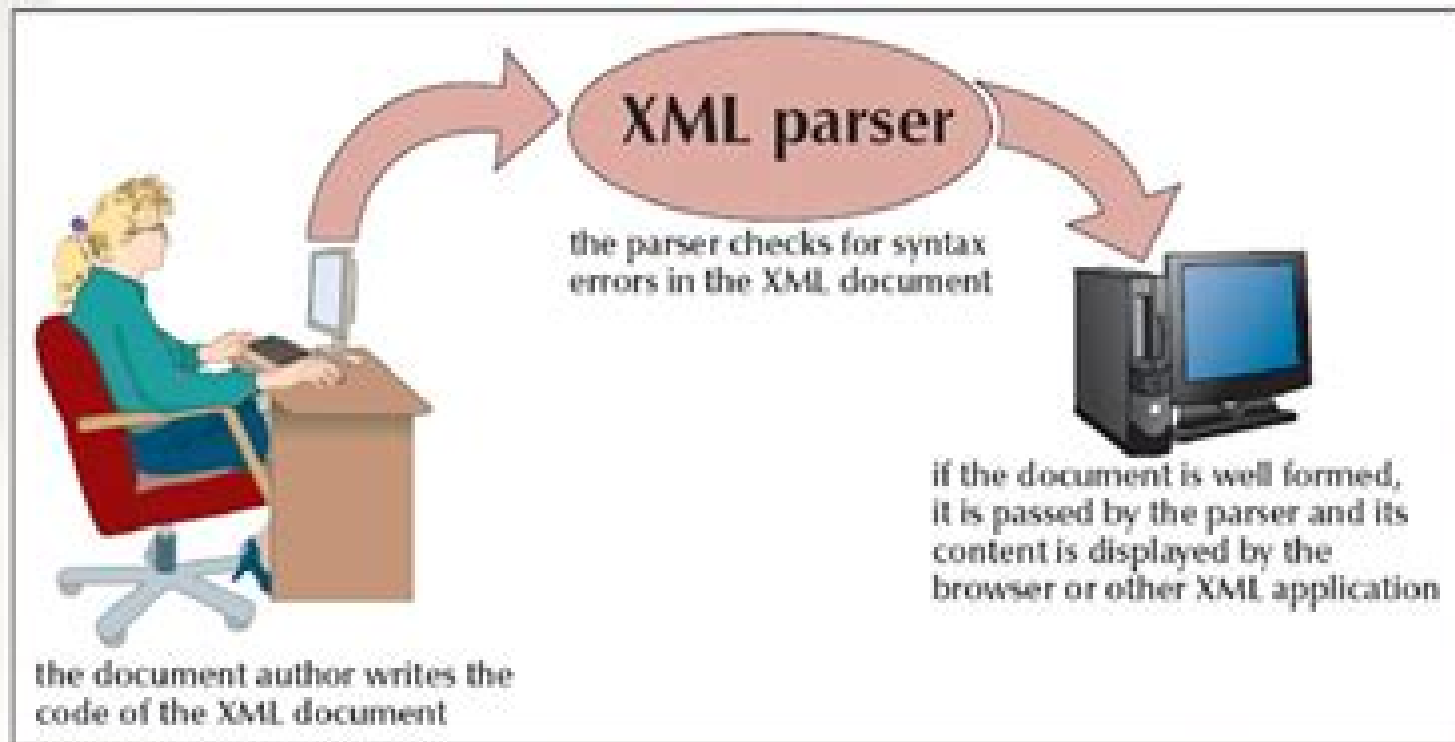 XML parser
the parser checks for syntax
errors in the XML document
if the document is well formed,
it is passed by the parser and its
content is displayed by the
browser or other XML application
the document author writes the
code of the XML document